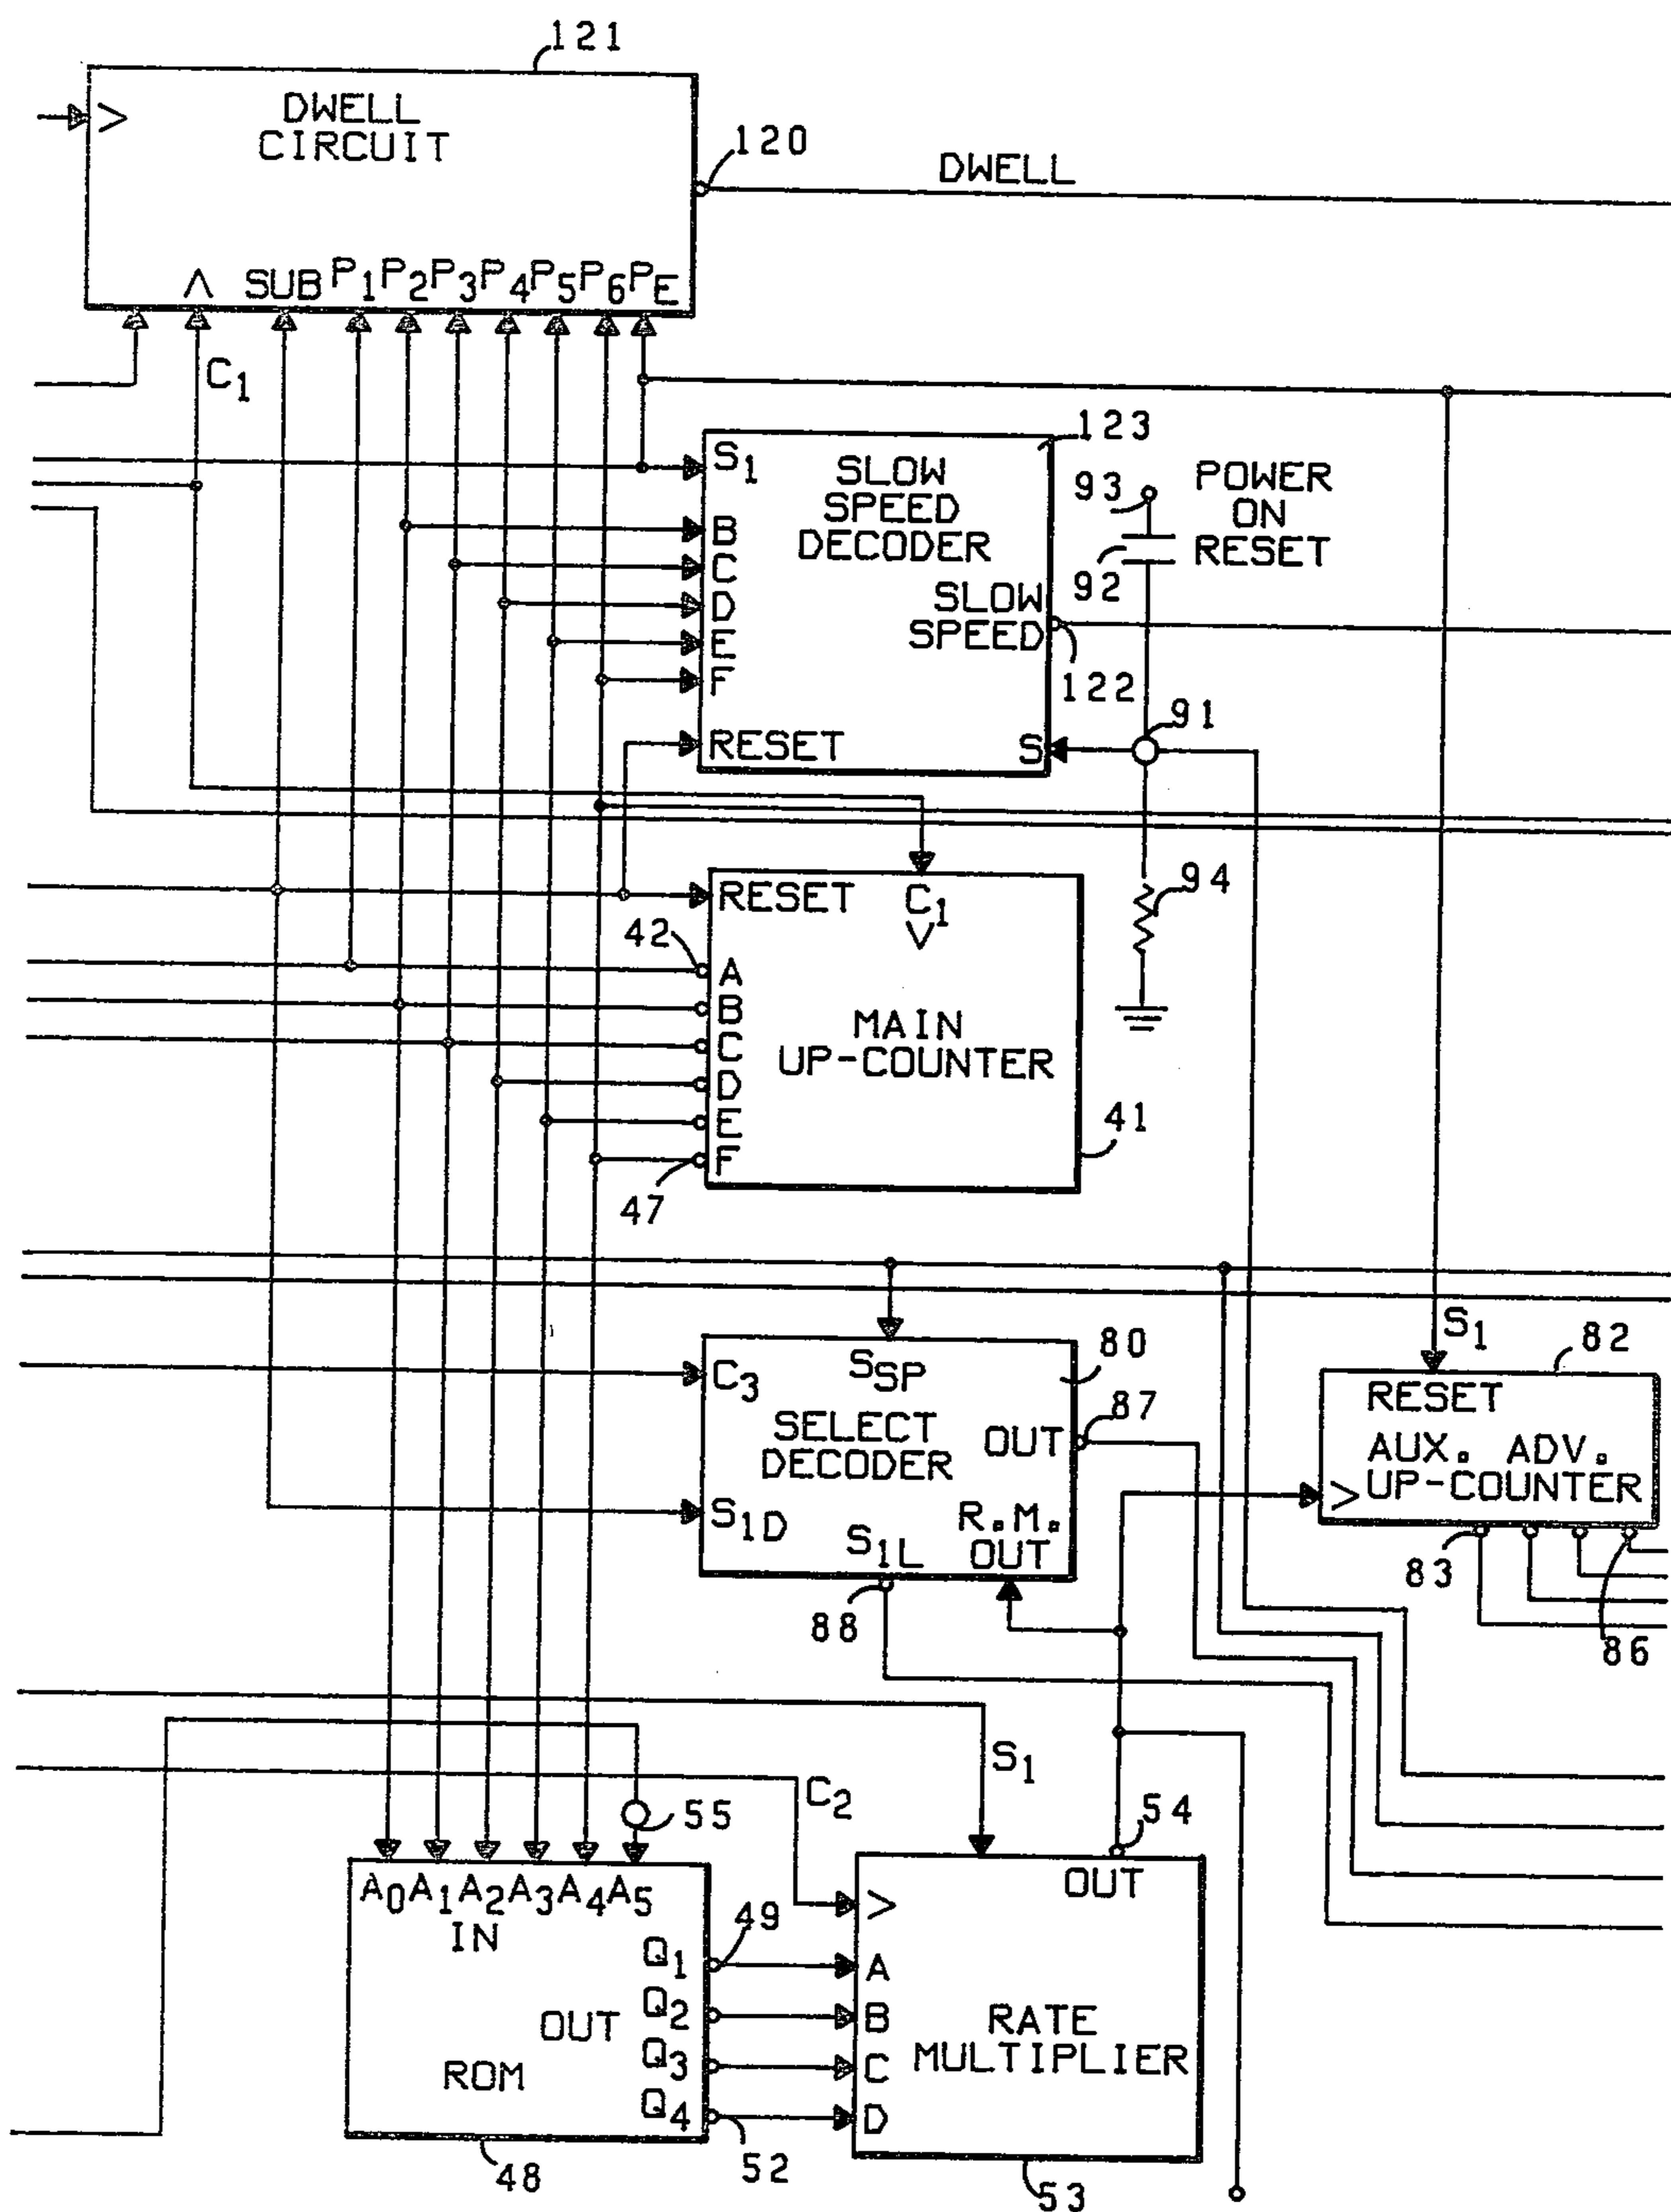 121
DWELL
CIRCUIT
120
DWELL
SUB P1 P2 P3 P4 P5 P6 PE
C1
123
S1
SLOW
SPEED
DECODER
93
POWER
ON
RESET
B
C
D
E
F
92
SLOW
SPEED
122
91
RESET
S
94
RESET
C1
42
A
B
C
D
E
F
MAIN
UP-COUNTER
41
47
S1
82
80
C3
SSP
SELECT
DECODER
OUT
87
RESET
AUX. ADV.
UP-COUNTER
S1D
S1L
R.M.
OUT
83
88
86
S1
C2
55
54
A0 A1 A2 A3 A4 A5
IN
OUT
49
Q1
Q2
Q3
Q4
OUT
ROM
A
B
C
D
RATE
MULTIPLIER
48
52
53